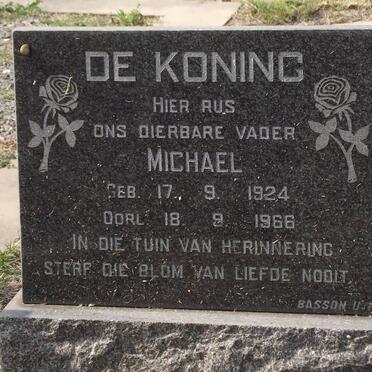 DE KONING
HIER RUS
ONS DIERBARE VADER
MICHAEL
GEB. 17. 9. 1924
OORL. 18. 9. 1966
IN DIE TUIN VAN HERINNERING
STERF DIE BLOM VAN LIEFDE NOOIT.
BASSON